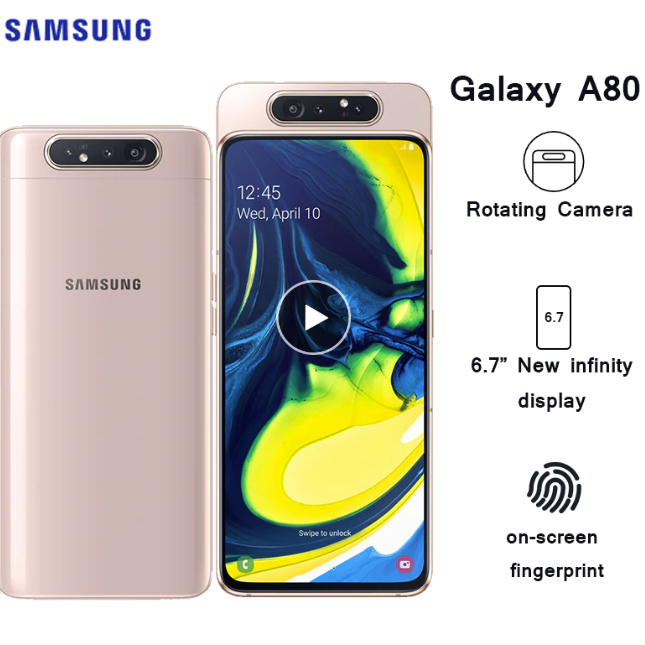 SAMSUNG
Galaxy A80
Rotating Camera
12:45
Wed, April 10
SAMSUNG
6.7
6.7” New infinity
display
on-screen
fingerprint
Swipe to unlock